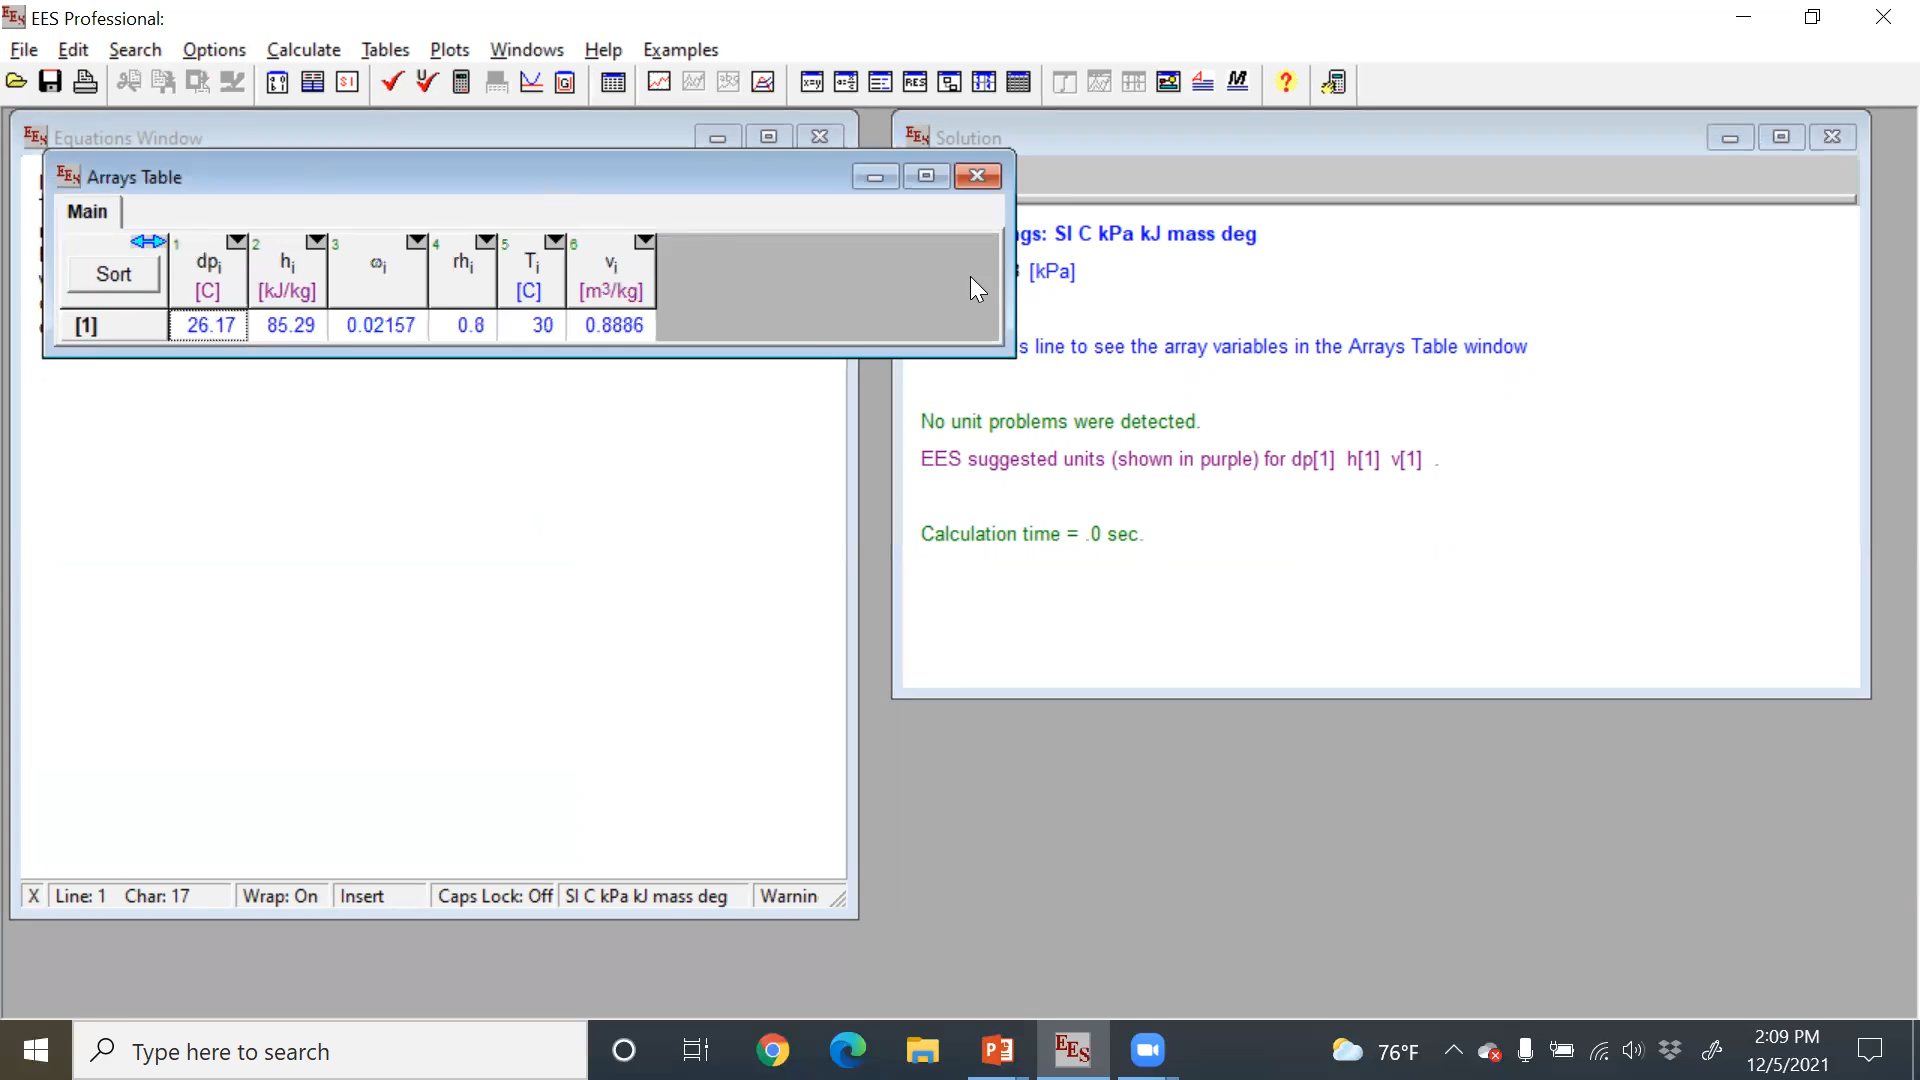 EES Professional:
File Edit Search Options Calculate Tables Plots Windows Help Examples
Equations Window
Solution
Arrays Table
Main
Sort
1 2 3 4 5 6
dpi hi ωi rhi Ti vi
[C] [kJ/kg] [C] [m3/kg]
[1] 26.17 85.29 0.02157 0.8 30 0.8886
gs: SI C kPa kJ mass deg
[kPa]
s line to see the array variables in the Arrays Table window
No unit problems were detected.
EES suggested units (shown in purple) for dp[1] h[1] v[1] .
Calculation time = .0 sec.
X Line: 1 Char: 17 Wrap: On Insert Caps Lock: Off SI C kPa kJ mass deg Warnin
Type here to search
76°F
2:09 PM
12/5/2021